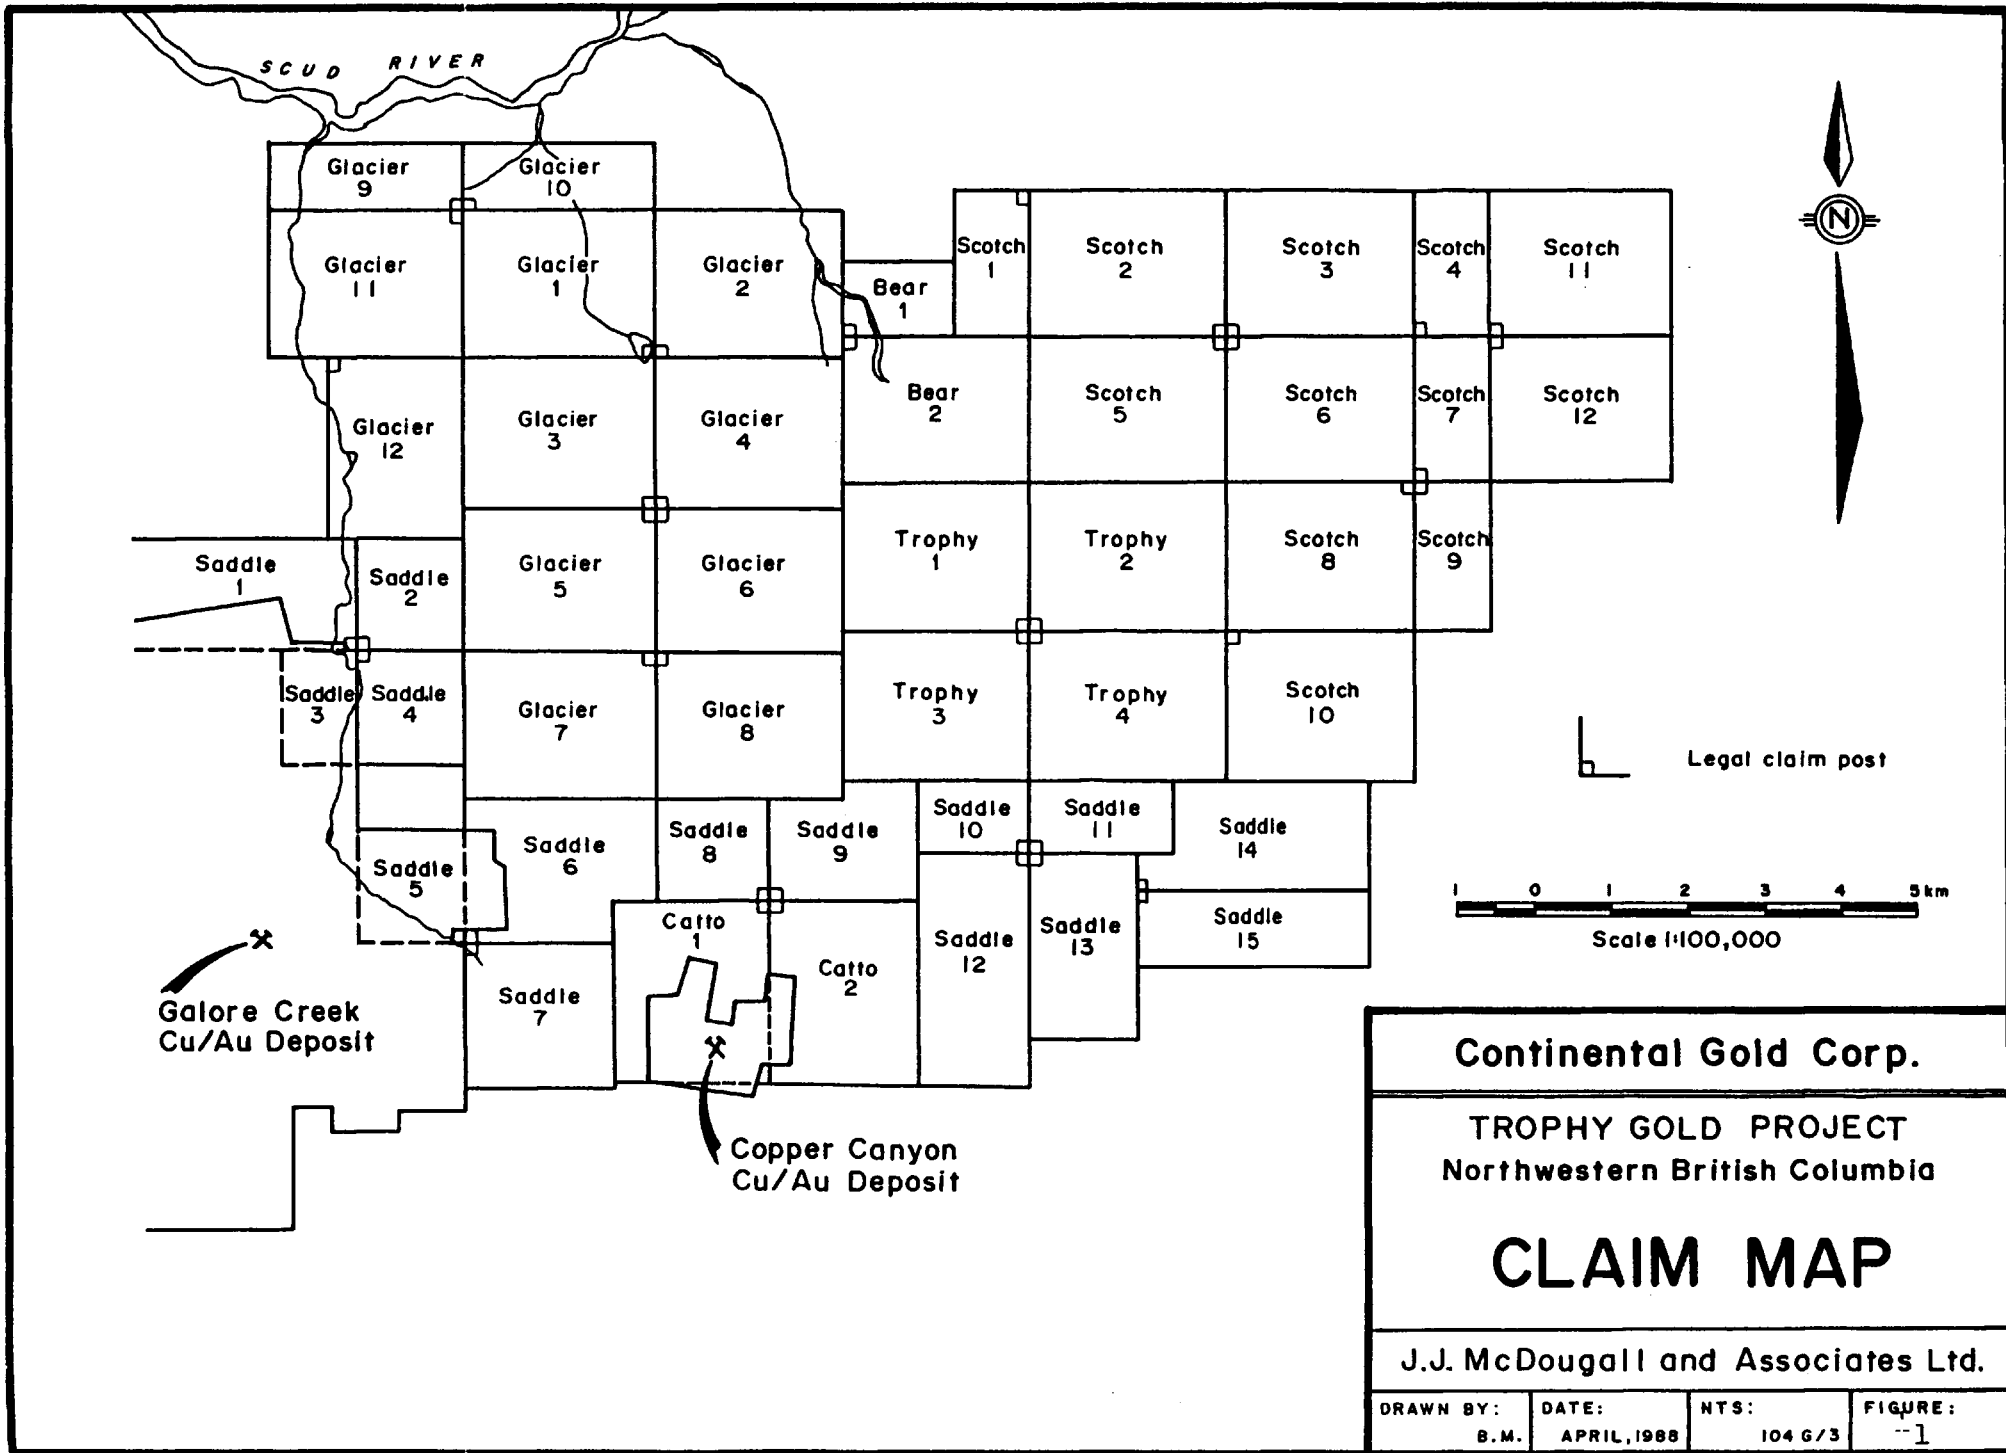 SCUD RIVER
Glacier
9
Glacier
10
Glacier
11
Glacier
1
Glacier
2
Bear
1
Scotch
1
Scotch
2
Scotch
3
Scotch
4
Scotch
11
N
Glacier
12
Glacier
3
Glacier
4
Bear
2
Scotch
5
Scotch
6
Scotch
7
Scotch
12
Saddle
1
Saddle
2
Glacier
5
Glacier
6
Trophy
1
Trophy
2
Scotch
8
Scotch
9
Saddle
3
Saddle
4
Glacier
7
Glacier
8
Trophy
3
Trophy
4
Scotch
10
Legal claim post
Saddle
5
Saddle
6
Saddle
8
Saddle
9
Saddle
10
Saddle
11
Saddle
14
1 0 1 2 3 4 5 km
Scale 1:100,000
Saddle
7
Catto
1
Catto
2
Saddle
12
Saddle
13
Saddle
15
Galore Creek
Cu/Au Deposit
Copper Canyon
Cu/Au Deposit
Continental Gold Corp.
TROPHY GOLD PROJECT
Northwestern British Columbia
CLAIM MAP
J.J. McDougall and Associates Ltd.
DRAWN BY:
B.M.
DATE:
APRIL, 1988
NTS:
104 G/3
FIGURE:
1